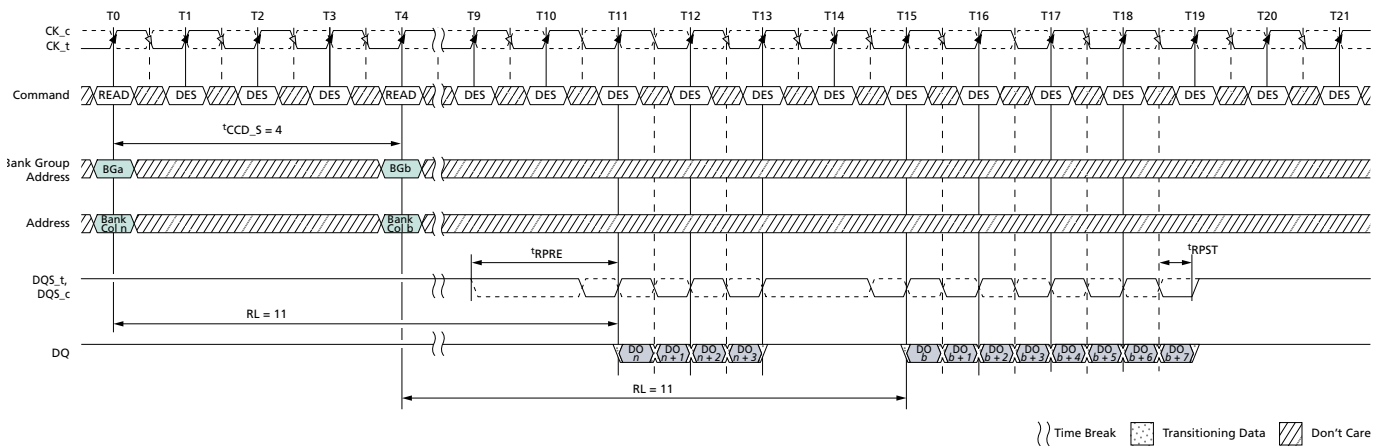 T0 T1 T2 T3 T4 T9 T10 T11 T12 T13 T14 T15 T16 T17 T18 T19 T20 T21
CK_c
CK_t
Command READ DES DES DES READ DES DES DES DES DES DES DES DES DES DES DES DES DES
tCCD_S = 4
Bank Group
Address
BGa BGb
Address
Bank
Col n
Bank
Col b
tRPRE tRPST
DQS_t,
DQS_c
RL = 11
DQ
DO
n
DO
n + 1
DO
n + 2
DO
n + 3
DO
b
DO
b + 1
DO
b + 2
DO
b + 3
DO
b + 4
DO
b + 5
DO
b + 6
DO
b + 7
RL = 11
Time Break Transitioning Data Don't Care